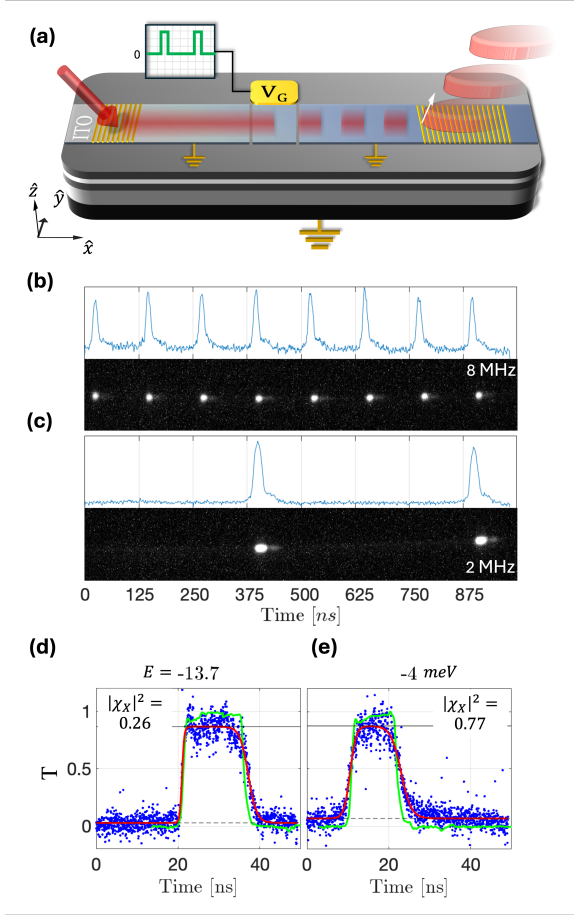 (a)
0
V_G
ITO
ẑ
ŷ
x̂
(b)
8 MHz
(c)
2 MHz
0 125 250 375 500 625 750 875
Time [ns]
(d) (e)
E = -13.7 -4 meV
|χ_X|² =
0.26
|χ_X|² =
0.77
T
1
0.5
0
0 20 40 0 20 40
Time [ns] Time [ns]